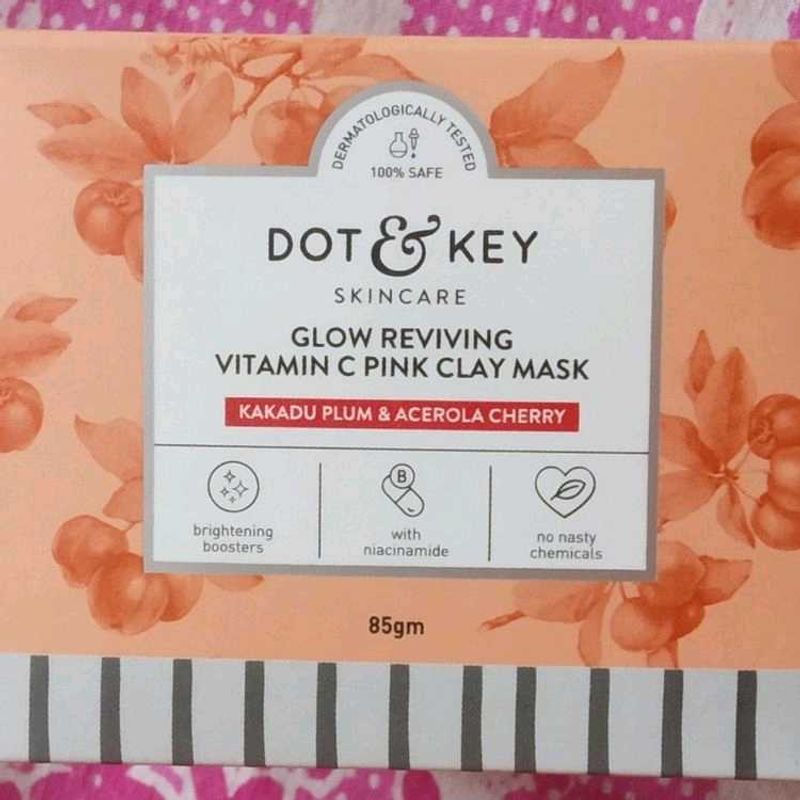 DERMATOLOGICALLY TESTED
100% SAFE
DOT & KEY
SKINCARE
GLOW REVIVING
VITAMIN C PINK CLAY MASK
KAKADU PLUM & ACEROLA CHERRY
brightening
boosters
B
with
niacinamide
no nasty
chemicals
85gm